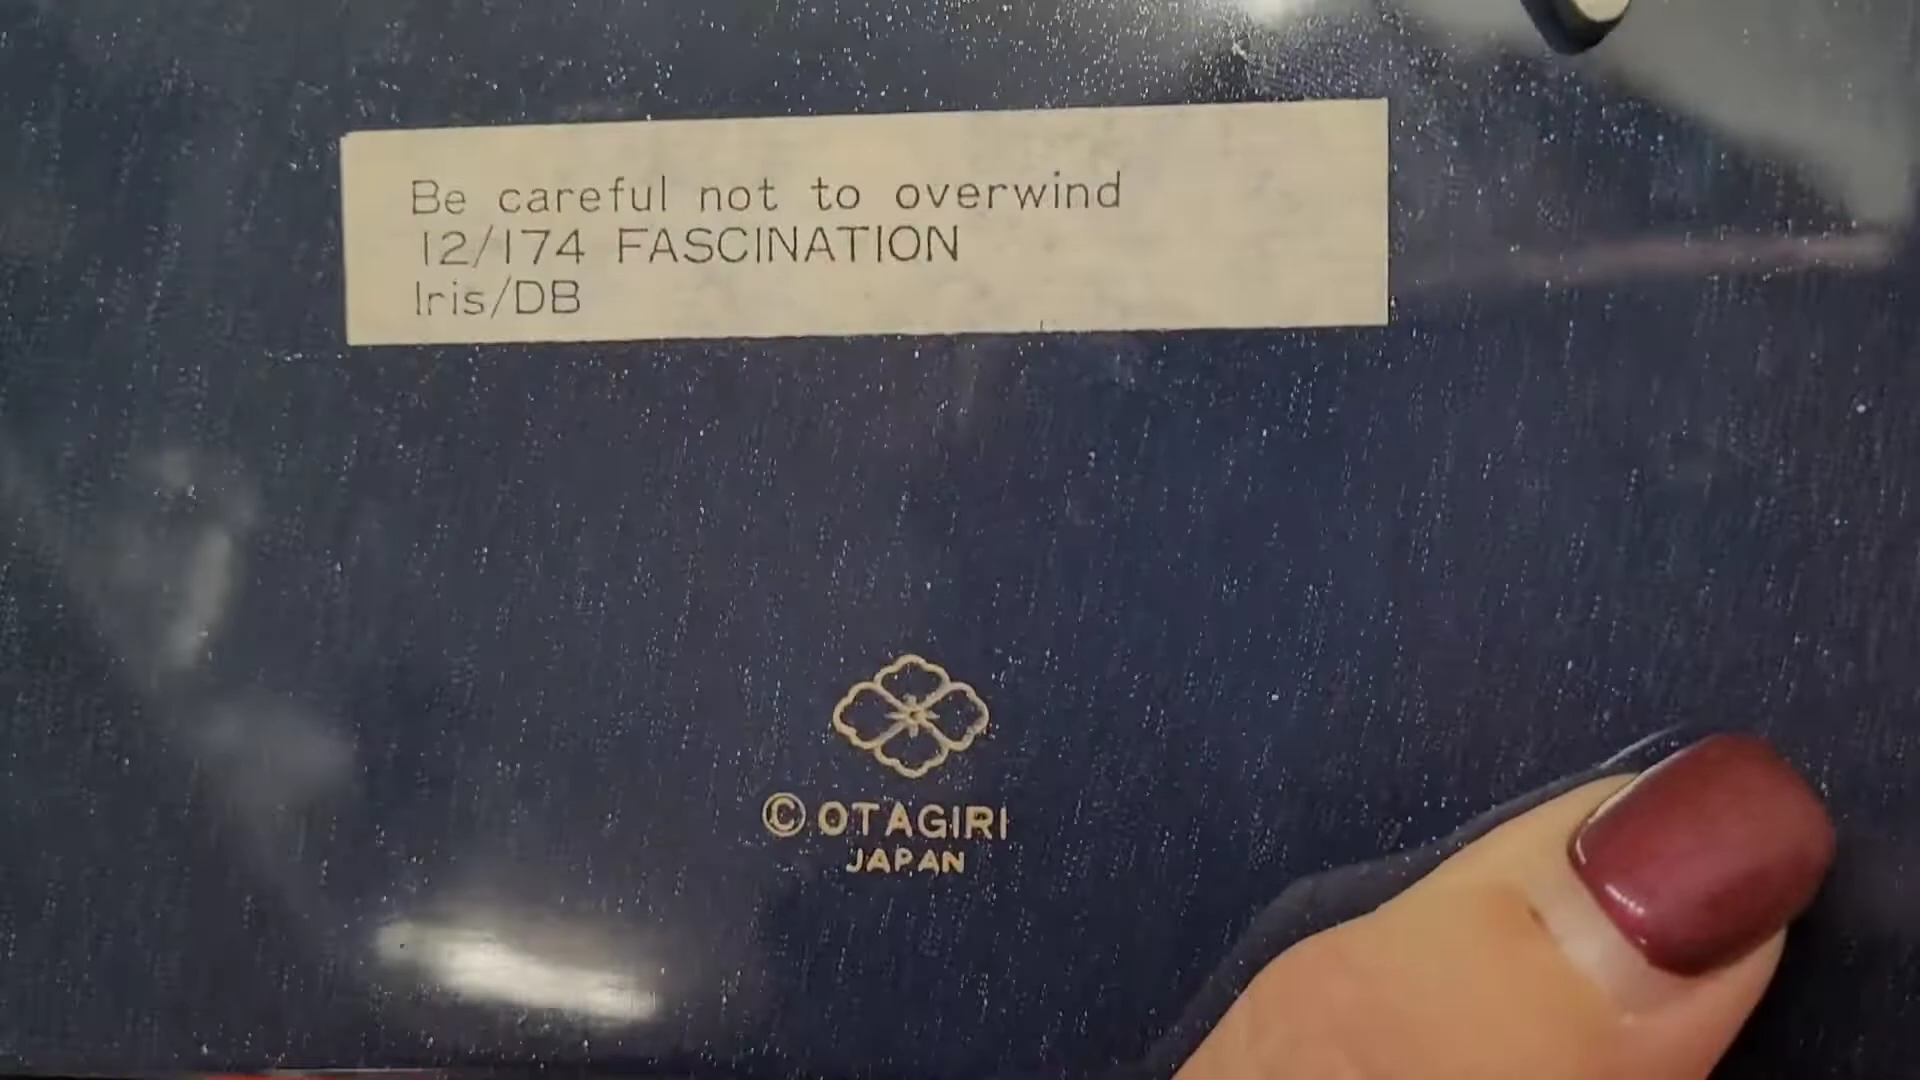 Be careful not to overwind
12/174 FASCINATION
Iris/DB
© OTAGIRI
JAPAN